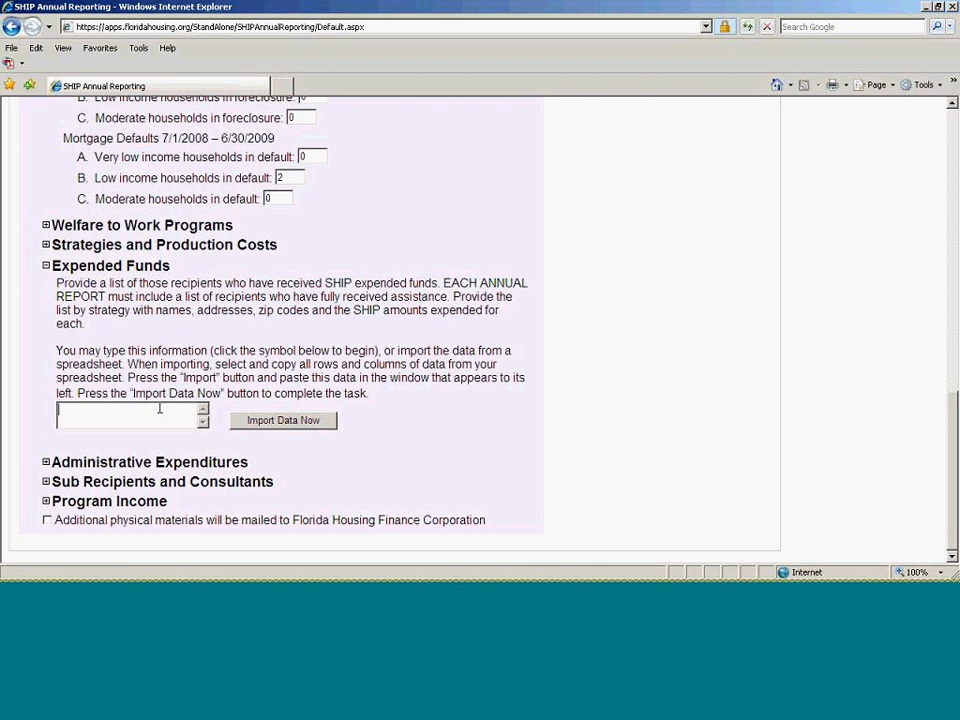 SHIP Annual Reporting - Windows Internet Explorer
https://apps.floridahousing.org/StandAlone/SHIPAnnualReporting/Default.aspx
Search Google
File Edit View Favorites Tools Help
SHIP Annual Reporting
Page Tools
B. Low income households in foreclosure: 0
C. Moderate households in foreclosure: 0
Mortgage Defaults 7/1/2008 – 6/30/2009
A. Very low income households in default: 0
B. Low income households in default: 2
C. Moderate households in default: 0
Welfare to Work Programs
Strategies and Production Costs
Expended Funds
Provide a list of those recipients who have received SHIP expended funds. EACH ANNUAL
REPORT must include a list of recipients who have fully received assistance. Provide the
list by strategy with names, addresses, zip codes and the SHIP amounts expended for
each.
You may type this information (click the symbol below to begin), or import the data from a
spreadsheet. When importing, select and copy all rows and columns of data from your
spreadsheet. Press the “Import” button and paste this data in the window that appears to its
left. Press the “Import Data Now” button to complete the task.
Import Data Now
Administrative Expenditures
Sub Recipients and Consultants
Program Income
Additional physical materials will be mailed to Florida Housing Finance Corporation
Internet
100%